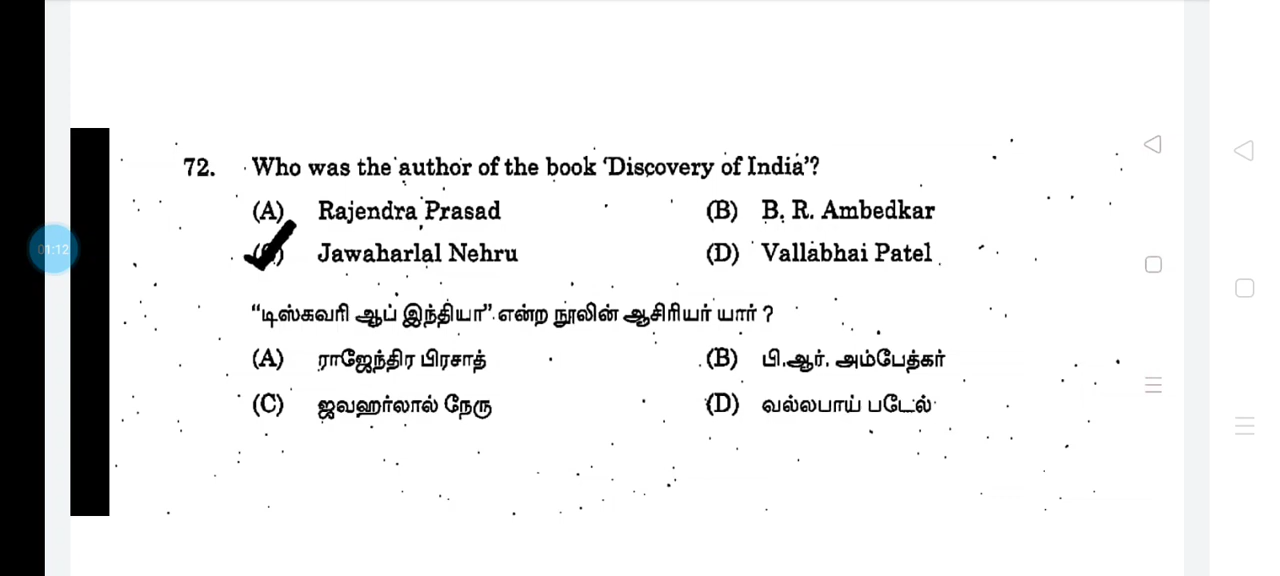 72. Who was the author of the book 'Discovery of India'?
(A) Rajendra Prasad (B) B. R. Ambedkar
(C) Jawaharlal Nehru (D) Vallabhai Patel
01:12
"டிஸ்கவரி ஆப் இந்தியா" என்ற நூலின் ஆசிரியர் யார் ?
(A) ராஜேந்திர பிரசாத் (B) பி.ஆர். அம்பேத்கர்
(C) ஜவஹர்லால் நேரு (D) வல்லபாய் படேல்